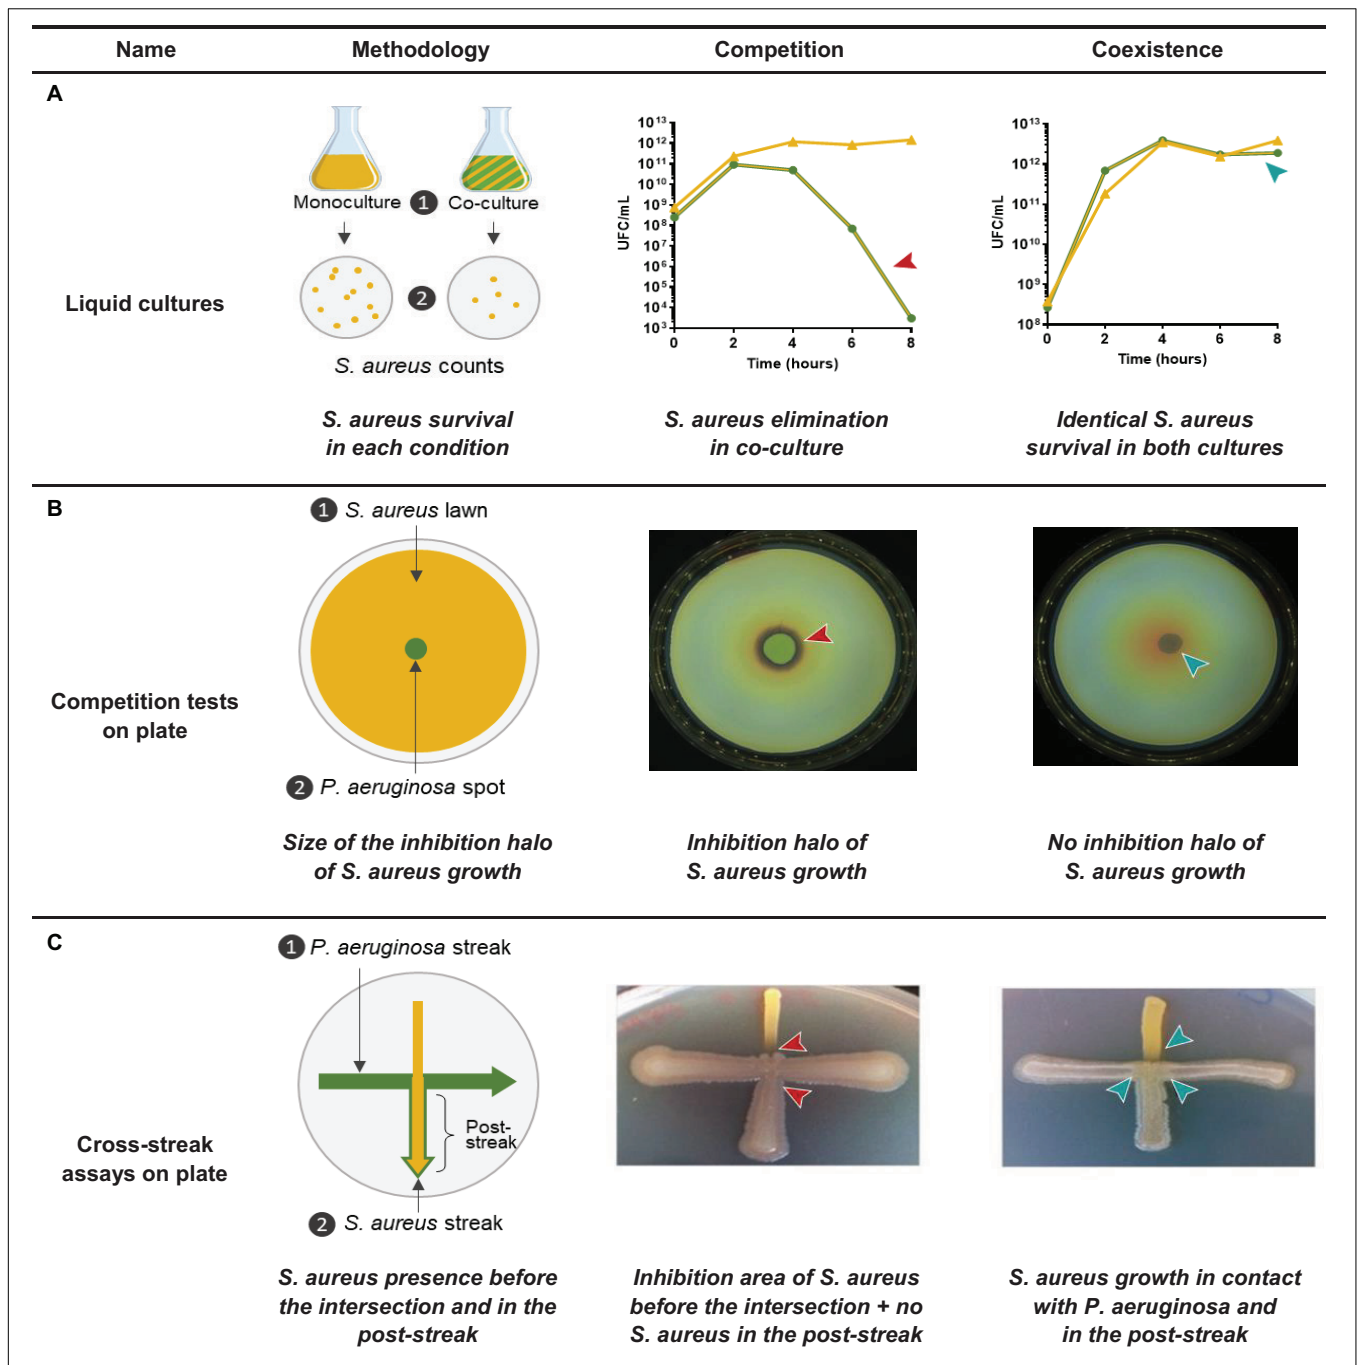 Name Methodology Competition Coexistence
A
Liquid cultures
Monoculture 1 Co-culture
2
S. aureus counts
S. aureus survival
in each condition
10¹³
10¹²
10¹¹
10¹⁰
10⁹
10⁸
10⁷
10⁶
10⁵
10⁴
10³
UFC/mL
0 2 4 6 8
Time (hours)
S. aureus elimination
in co-culture
10¹³
10¹²
10¹¹
10¹⁰
10⁹
10⁸
UFC/mL
0 2 4 6 8
Time (hours)
Identical S. aureus
survival in both cultures
B
Competition tests
on plate
1 S. aureus lawn
2 P. aeruginosa spot
Size of the inhibition halo
of S. aureus growth
Inhibition halo of
S. aureus growth
No inhibition halo of
S. aureus growth
C
Cross-streak
assays on plate
1 P. aeruginosa streak
Post-
streak
2 S. aureus streak
S. aureus presence before
the intersection and in the
post-streak
Inhibition area of S. aureus
before the intersection + no
S. aureus in the post-streak
S. aureus growth in contact
with P. aeruginosa and
in the post-streak